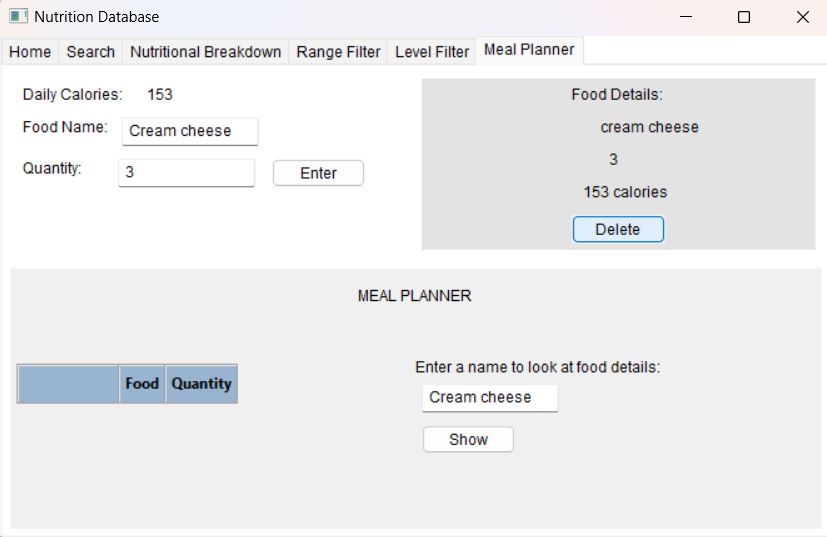 Nutrition Database
Home Search Nutritional Breakdown Range Filter Level Filter Meal Planner
Daily Calories: 153
Food Name: Cream cheese
Quantity: 3 Enter
Food Details:
cream cheese
3
153 calories
Delete
MEAL PLANNER
Food Quantity
Enter a name to look at food details:
Cream cheese
Show